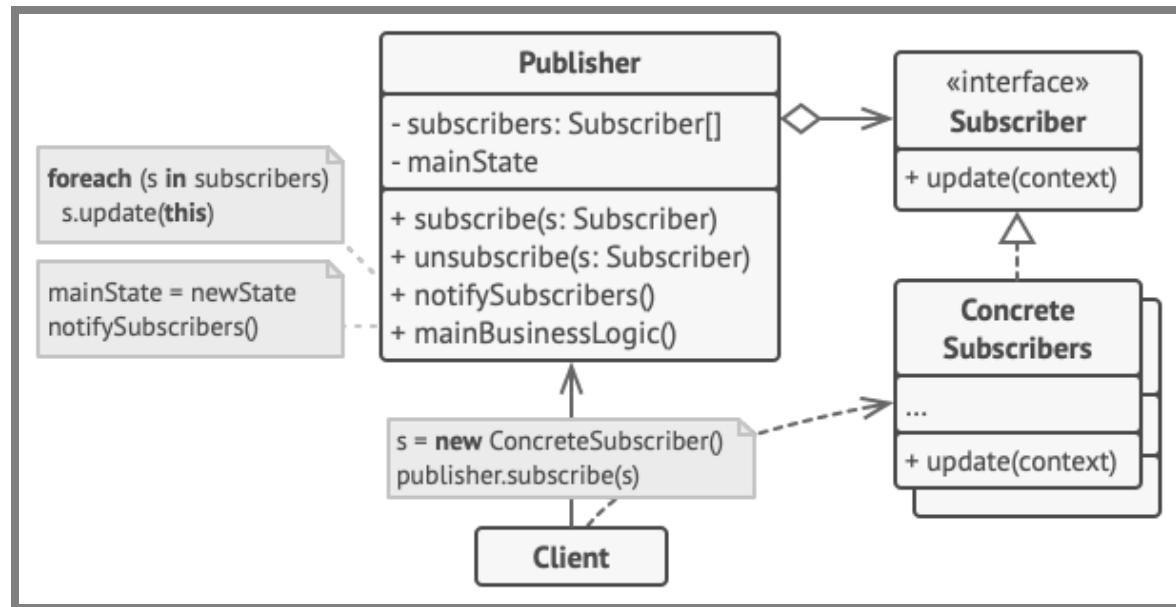 Publisher
- subscribers: Subscriber[]
- mainState
+ subscribe(s: Subscriber)
+ unsubscribe(s: Subscriber)
+ notifySubscribers()
+ mainBusinessLogic()
«interface»
Subscriber
+ update(context)
foreach (s in subscribers)
s.update(this)
mainState = newState
notifySubscribers()
Concrete
Subscribers
...
+ update(context)
s = new ConcreteSubscriber()
publisher.subscribe(s)
Client